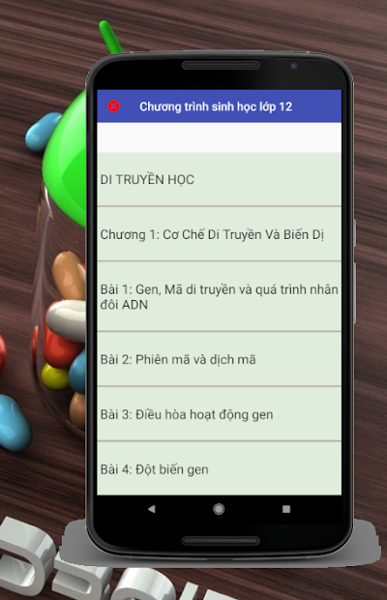 Chương trình sinh học lớp 12
DI TRUYỀN HỌC
Chương 1: Cơ Chế Di Truyền Và Biến Dị
Bài 1: Gen, Mã di truyền và quá trình nhân
đôi ADN
Bài 2: Phiên mã và dịch mã
Bài 3: Điều hòa hoạt động gen
Bài 4: Đột biến gen